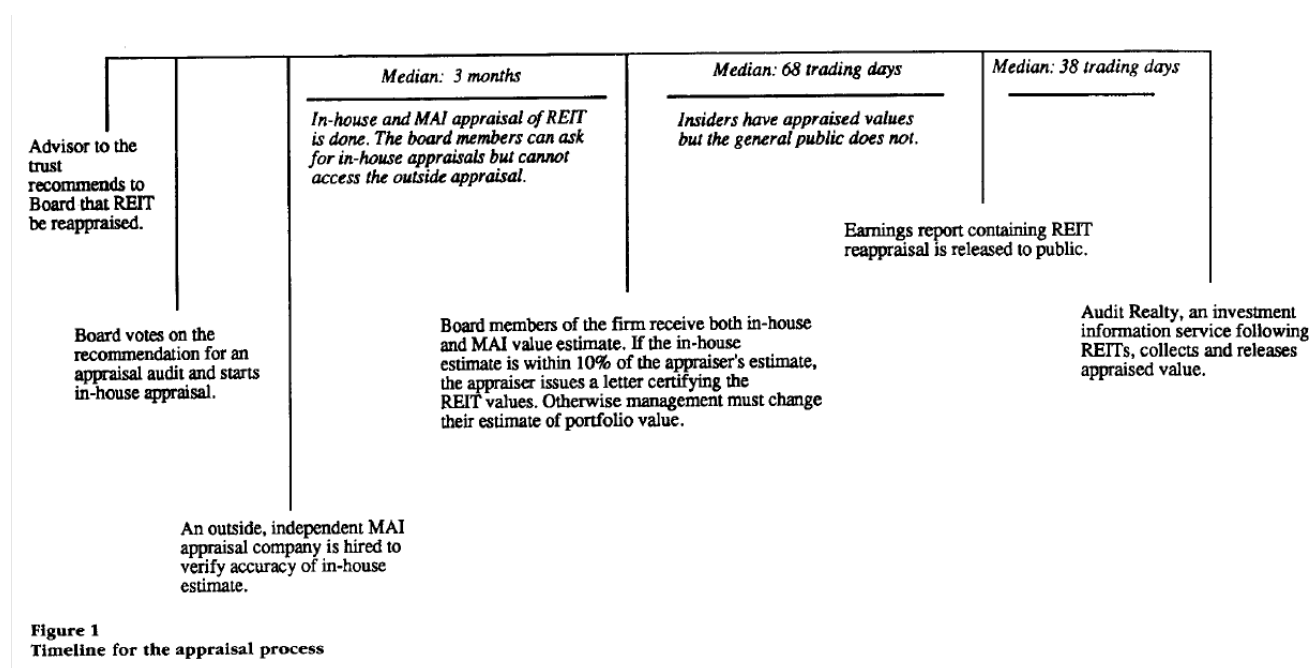 Median: 3 months
Median: 68 trading days
Median: 38 trading days
In-house and MAI appraisal of REIT
is done. The board members can ask
for in-house appraisals but cannot
access the outside appraisal.
Insiders have appraised values
but the general public does not.
Advisor to the
trust
recommends to
Board that REIT
be reappraised.
Board votes on the
recommendation for an
appraisal audit and starts
in-house appraisal.
An outside, independent MAI
appraisal company is hired to
verify accuracy of in-house
estimate.
Board members of the firm receive both in-house
and MAI value estimate. If the in-house
estimate is within 10% of the appraiser's estimate,
the appraiser issues a letter certifying the
REIT values. Otherwise management must change
their estimate of portfolio value.
Earnings report containing REIT
reappraisal is released to public.
Audit Realty, an investment
information service following
REITs, collects and releases
appraised value.
Figure 1
Timeline for the appraisal process